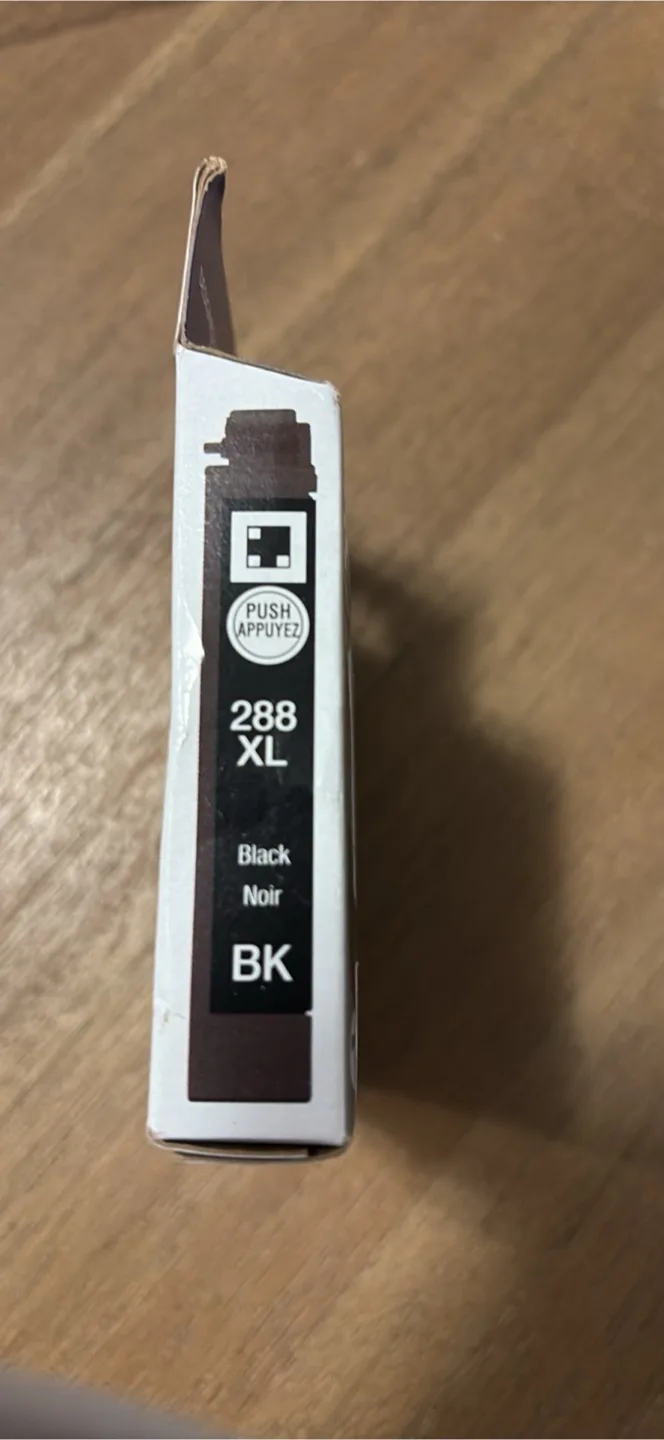 PUSH
APPUYEZ
288
XL
Black
Noir
BK